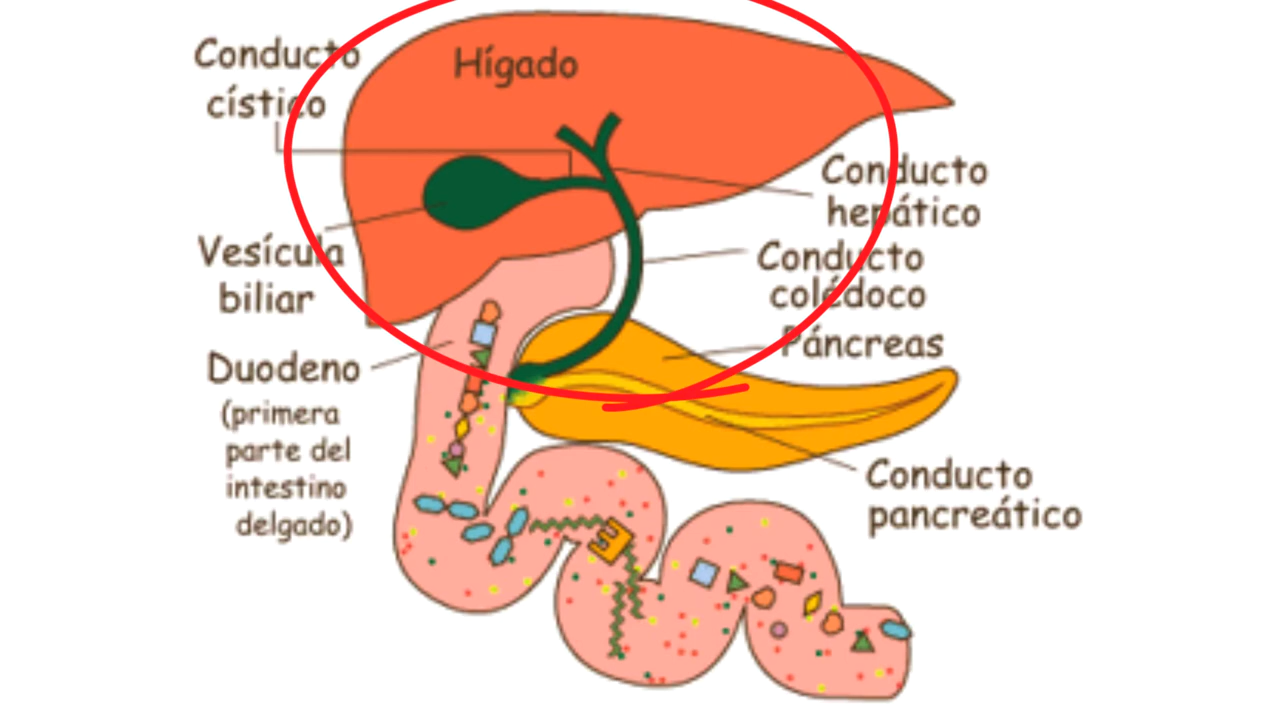 Conducto
cístico
Hígado
Conducto
hepático
Vesícula
biliar
Conducto
colédoco
Páncreas
Duodeno
(primera
parte del
intestino
delgado)
Conducto
pancreático